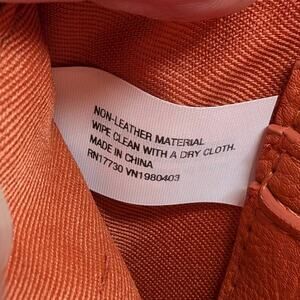 NON-LEATHER MATERIAL
WIPE CLEAN WITH A DRY CLOTH.
MADE IN CHINA
RN17730 VN1980403